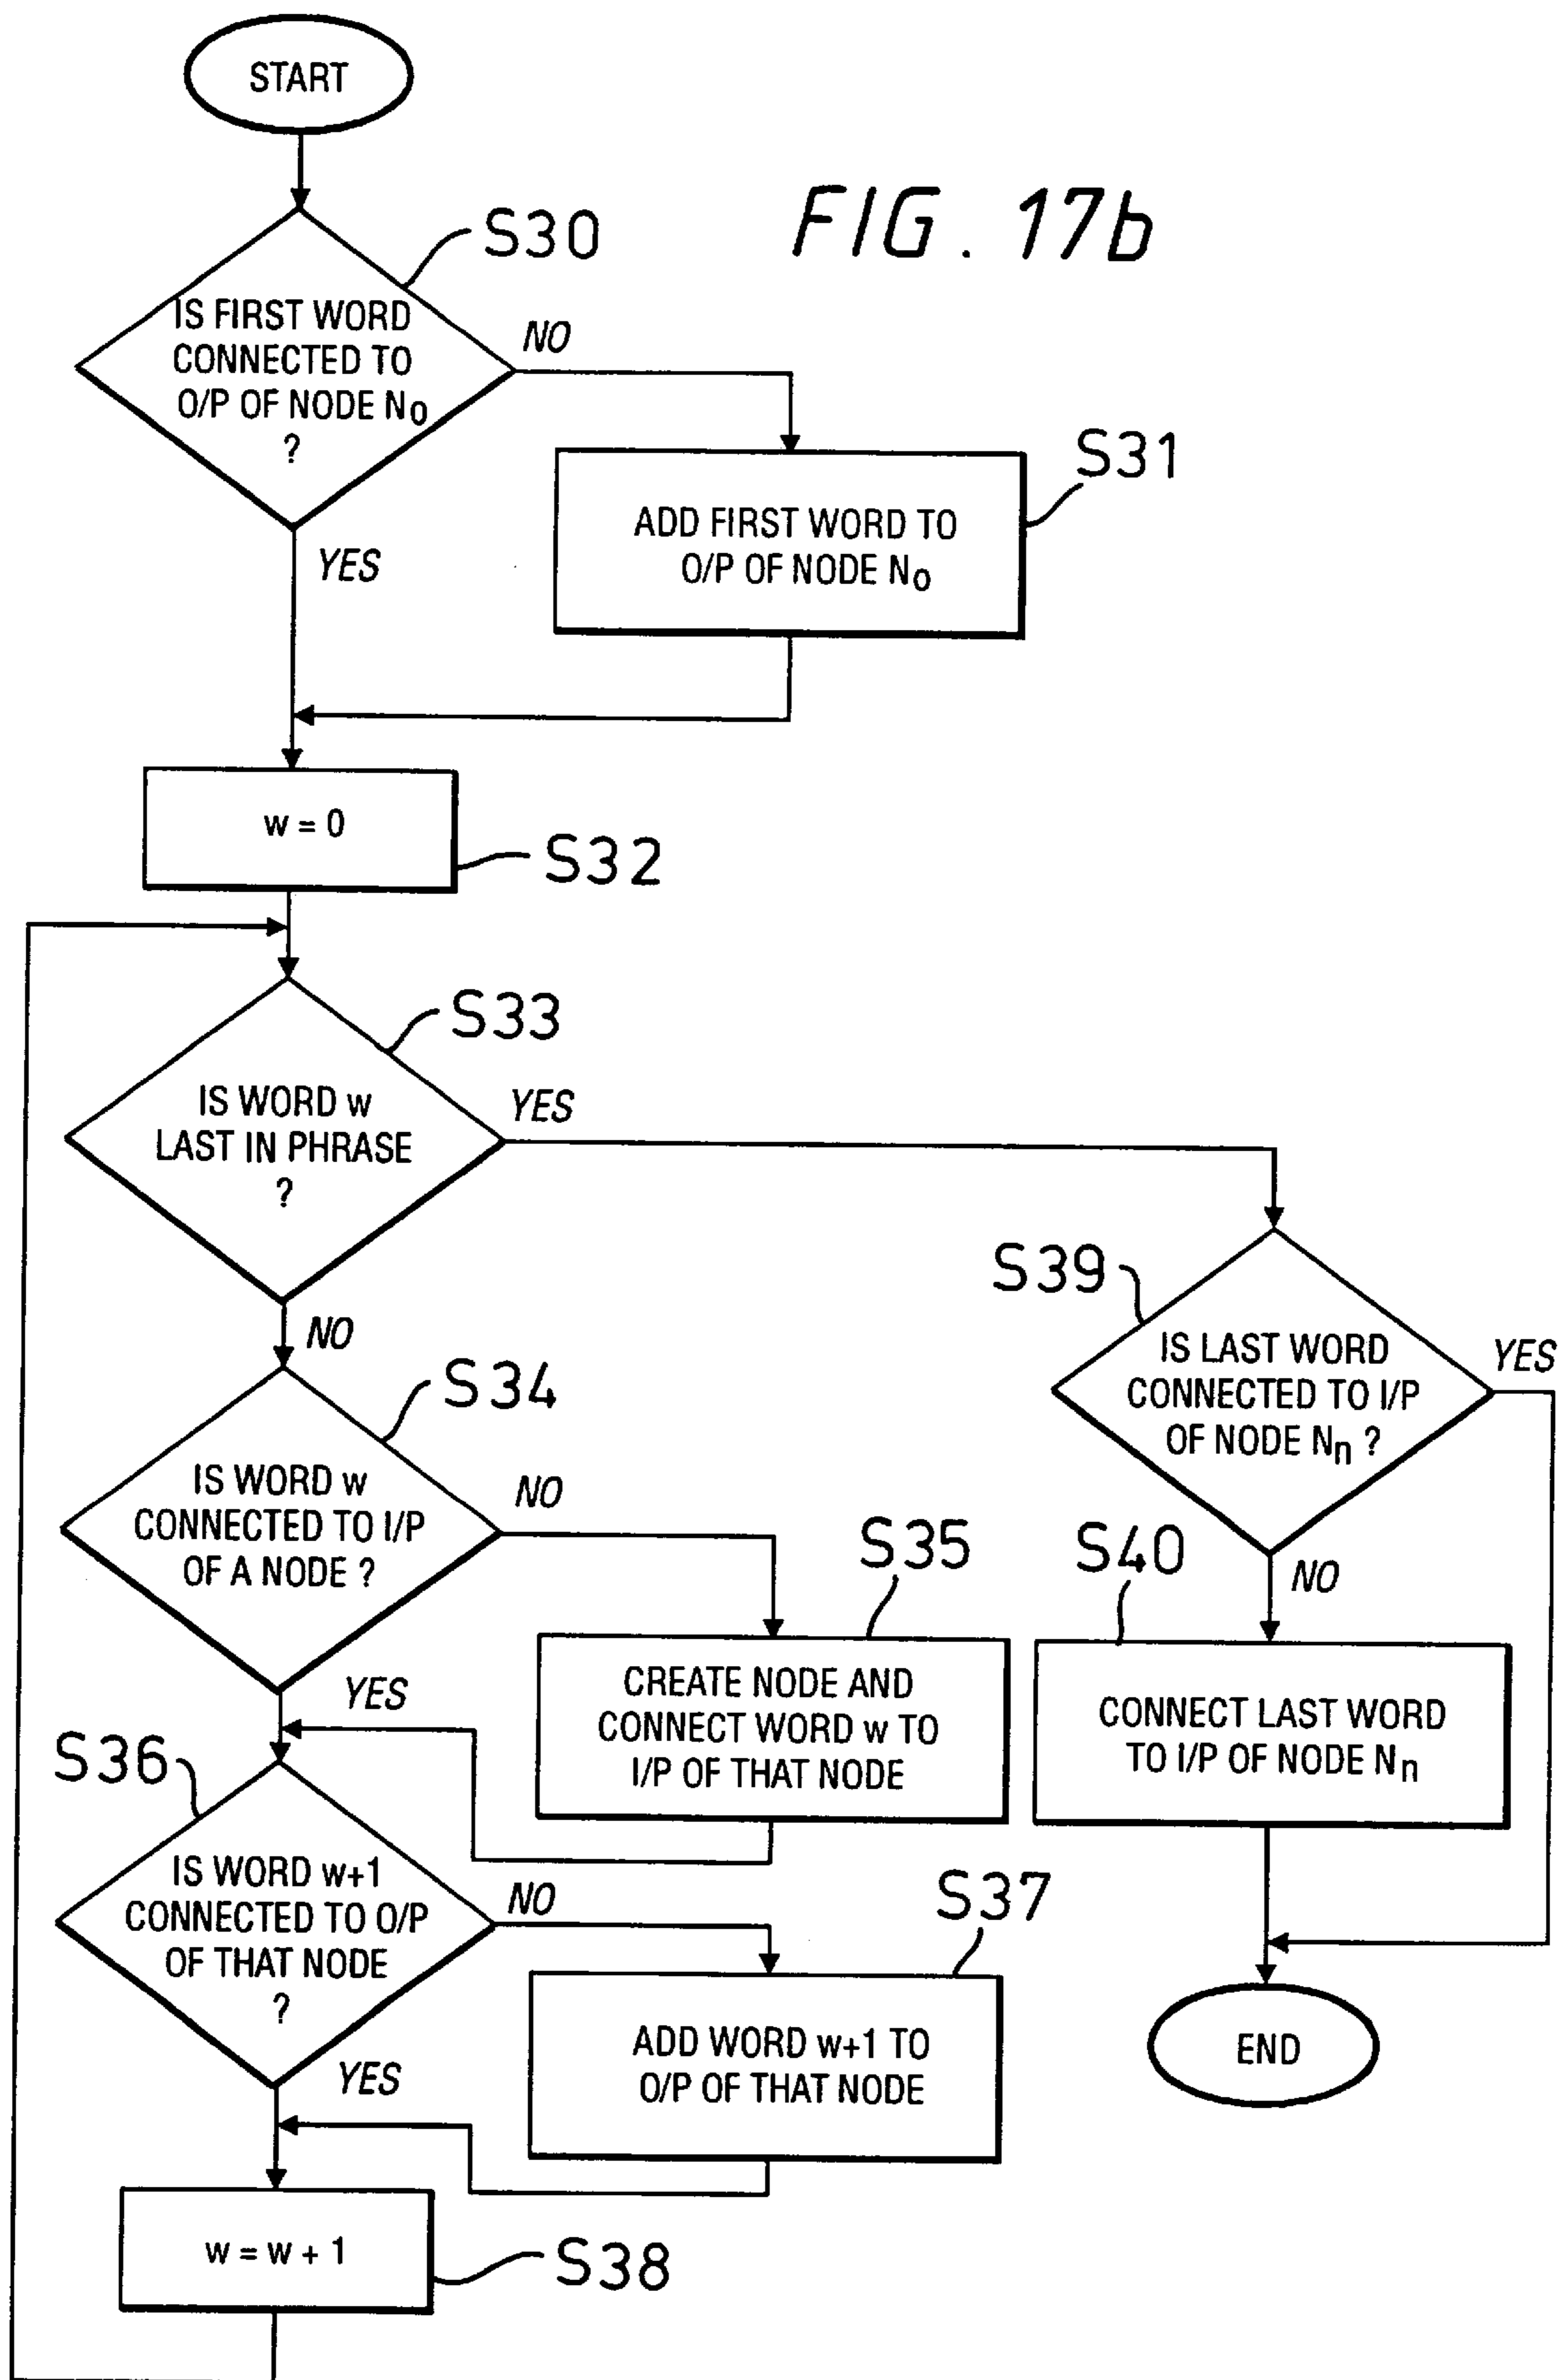 START
FIG. 17b
S30
IS FIRST WORD
CONNECTED TO
O/P OF NODE N₀
?
NO
YES
S31
ADD FIRST WORD TO
O/P OF NODE N₀
w = 0
S32
S33
IS WORD w
LAST IN PHRASE
?
YES
NO
S34
IS WORD w
CONNECTED TO I/P
OF A NODE ?
NO
YES
S35
CREATE NODE AND
CONNECT WORD w TO
I/P OF THAT NODE
S36
IS WORD w+1
CONNECTED TO O/P
OF THAT NODE
?
NO
YES
S37
ADD WORD w+1 TO
O/P OF THAT NODE
w = w + 1
S38
S39
IS LAST WORD
CONNECTED TO I/P
OF NODE Nₙ ?
YES
NO
S40
CONNECT LAST WORD
TO I/P OF NODE Nₙ
END